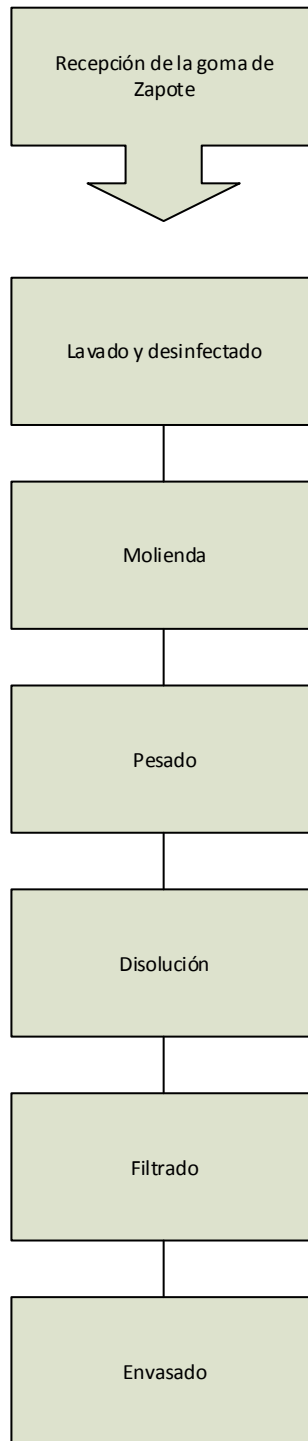 Recepción de la goma de
Zapote
Lavado y desinfectado
Molienda
Pesado
Disolución
Filtrado
Envasado